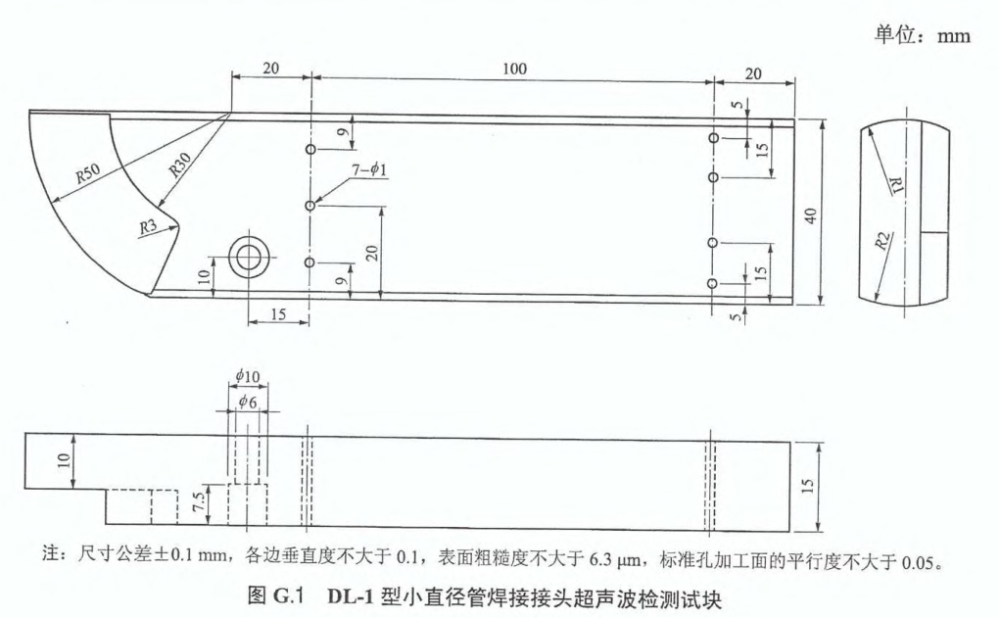 单位：mm
20
100
20
5
9
15
R50
R30
7-ϕ1
R3
40
R1
R2
10
20
9
15
15
5
ϕ10
ϕ6
10
7.5
15
注：尺寸公差±0.1 mm，各边垂直度不大于 0.1，表面粗糙度不大于 6.3 μm，标准孔加工面的平行度不大于 0.05。
图 G.1 DL-1 型小直径管焊接接头超声波检测试块